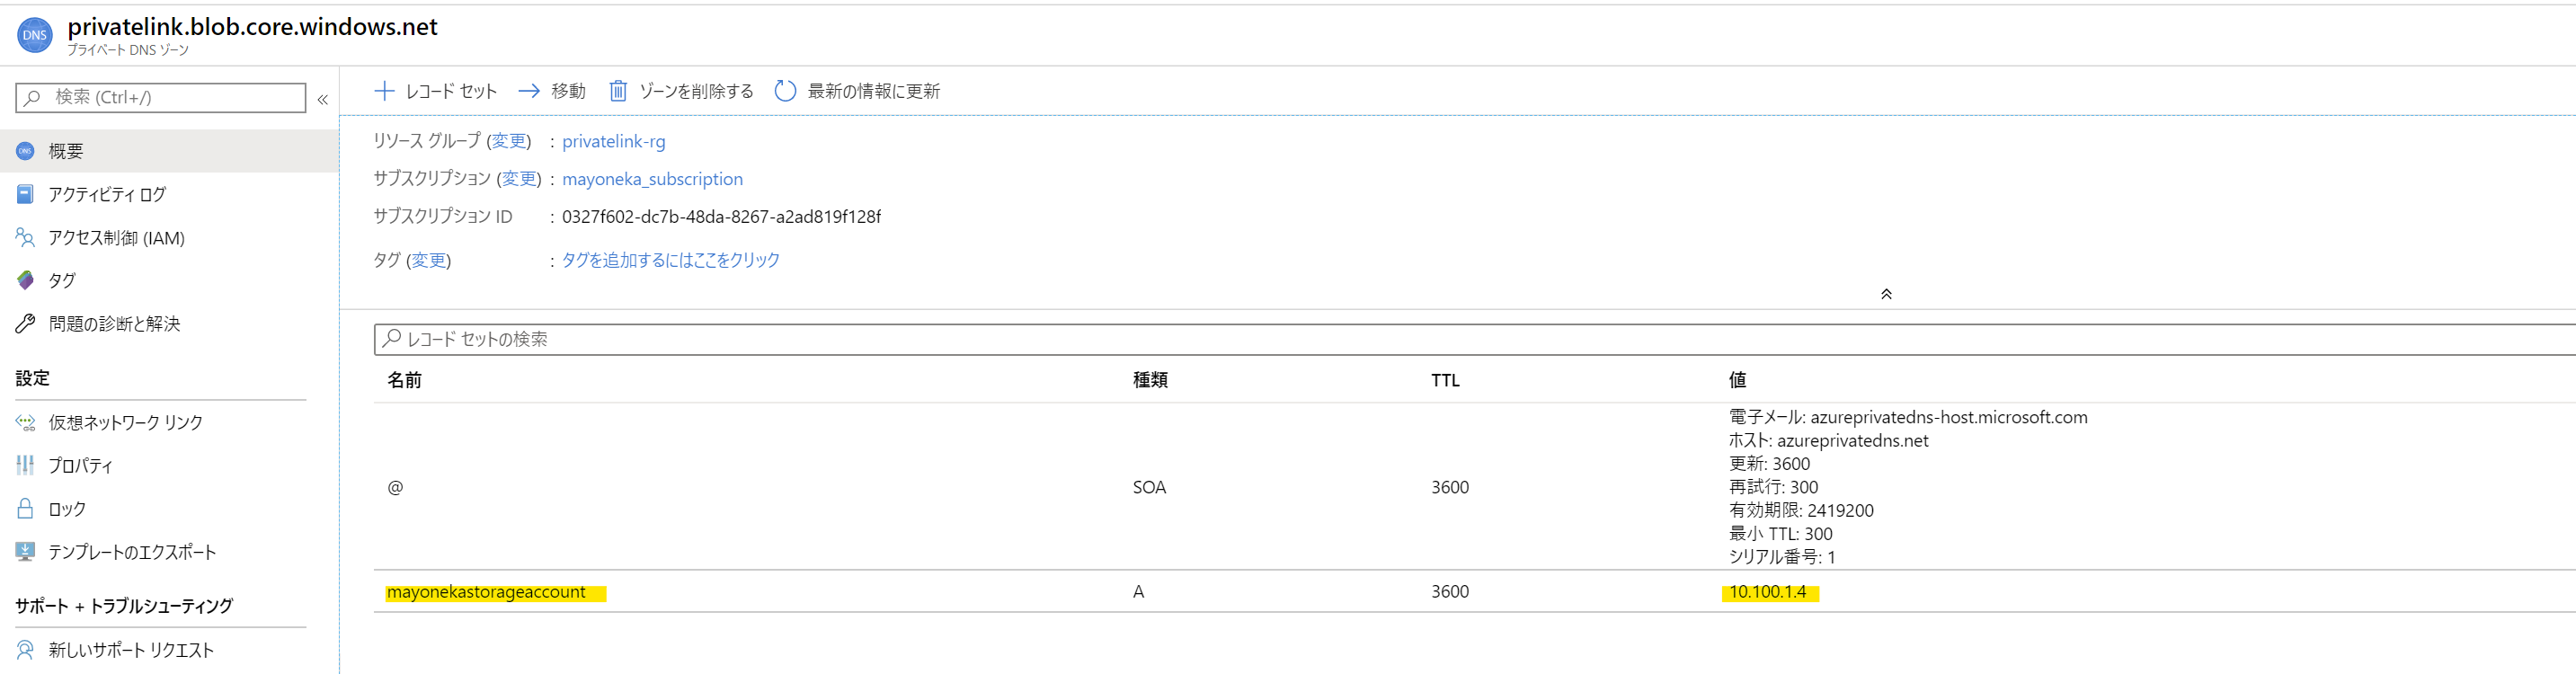 DNS
privatelink.blob.core.windows.net
プライベート DNS ゾーン
検索 (Ctrl+/)
«
概要
アクティビティ ログ
アクセス制御 (IAM)
タグ
問題の診断と解決
設定
仮想ネットワーク リンク
プロパティ
ロック
テンプレートのエクスポート
サポート + トラブルシューティング
新しいサポート リクエスト
レコード セット
移動
ゾーンを削除する
最新の情報に更新
リソース グループ (変更) : privatelink-rg
サブスクリプション (変更) : mayoneka_subscription
サブスクリプション ID : 0327f602-dc7b-48da-8267-a2ad819f128f
タグ (変更) : タグを追加するにはここをクリック
レコード セットの検索
名前 種類 TTL 値
@ SOA 3600
電子メール: azureprivatedns-host.microsoft.com
ホスト: azureprivatedns.net
更新: 3600
再試行: 300
有効期限: 2419200
最小 TTL: 300
シリアル番号: 1
mayonekastorageaccount A 3600 10.100.1.4